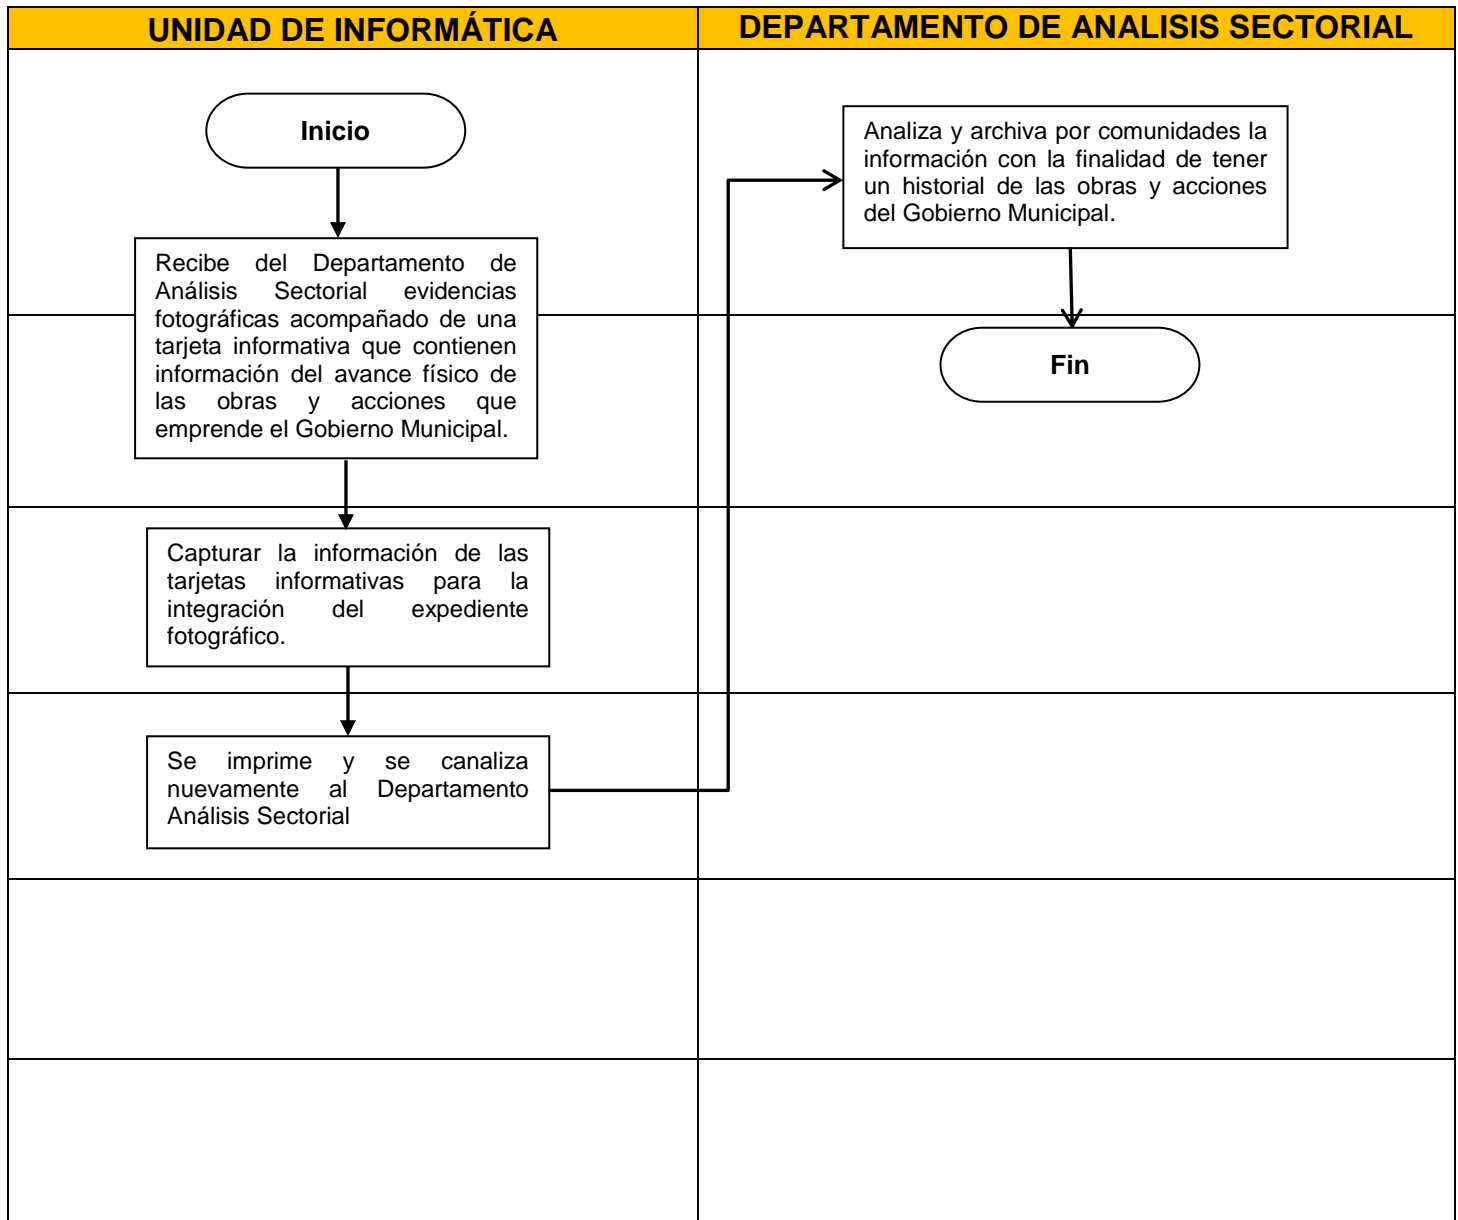 UNIDAD DE INFORMÁTICA
DEPARTAMENTO DE ANALISIS SECTORIAL
Inicio
Recibe del Departamento de
Análisis Sectorial evidencias
fotográficas acompañado de una
tarjeta informativa que contienen
información del avance físico de
las obras y acciones que
emprende el Gobierno Municipal.
Capturar la información de las
tarjetas informativas para la
integración del expediente
fotográfico.
Se imprime y se canaliza
nuevamente al Departamento
Análisis Sectorial
Analiza y archiva por comunidades la
información con la finalidad de tener
un historial de las obras y acciones
del Gobierno Municipal.
Fin